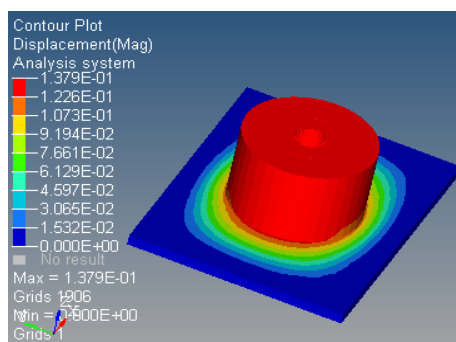 Contour Plot
Displacement(Mag)
Analysis system
1.379E-01
1.226E-01
1.073E-01
9.194E-02
7.661E-02
6.129E-02
4.597E-02
3.065E-02
1.532E-02
0.000E+00
No result
Max = 1.379E-01
Grids 1906
Min = 0.000E+00
Grids 1